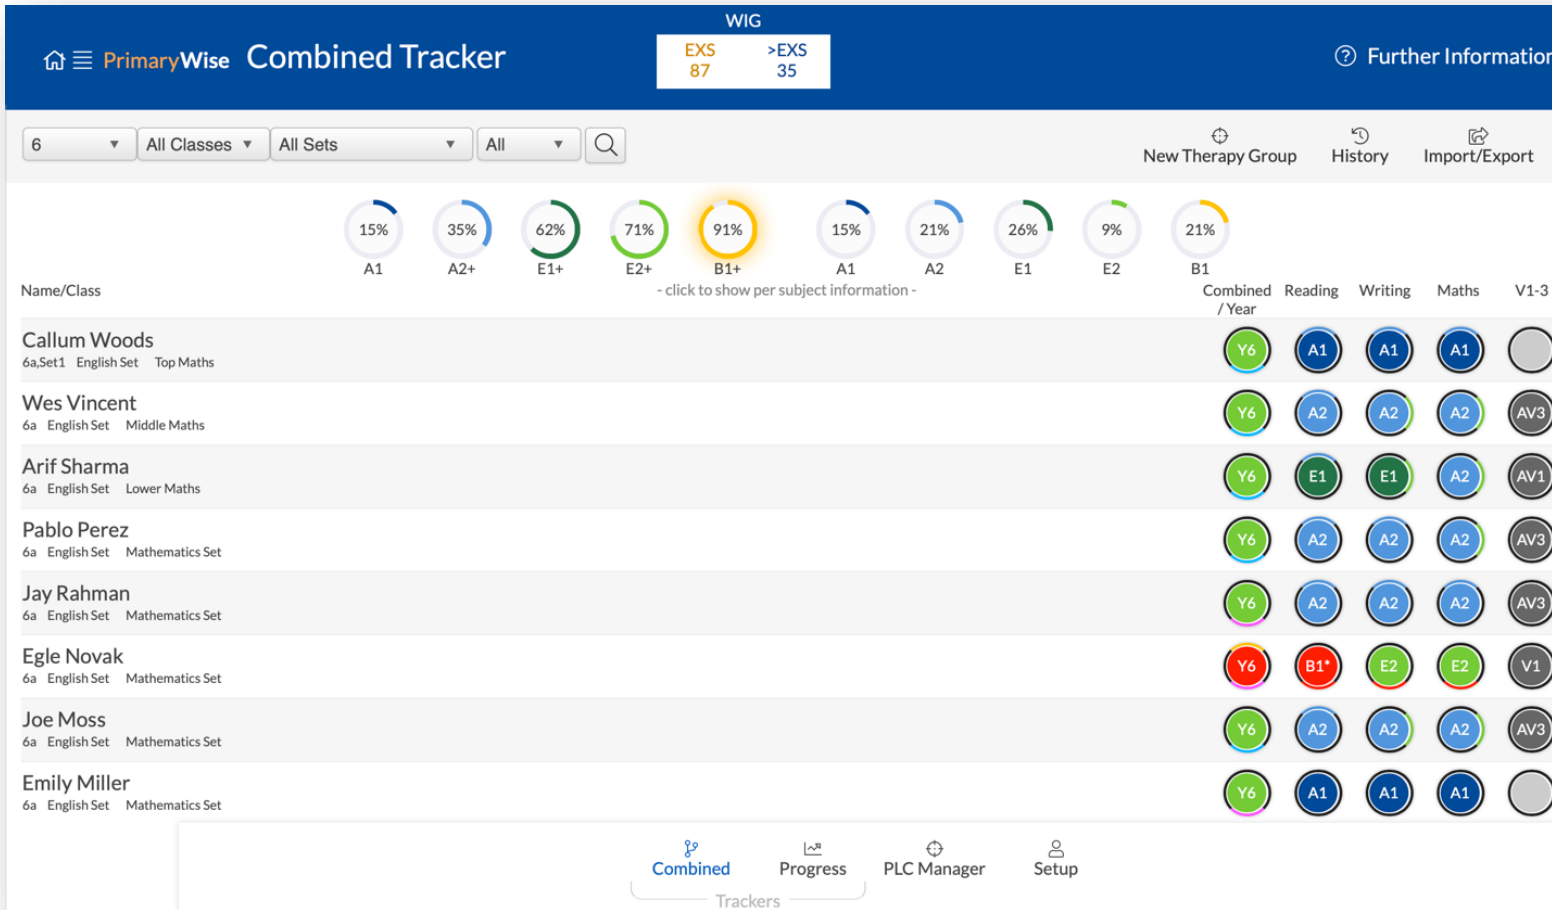 WIG
PrimaryWise Combined Tracker
EXS >EXS
87 35
Further Information
6 All Classes All Sets All
New Therapy Group History Import/Export
15% 35% 62% 71% 91% 15% 21% 26% 9% 21%
A1 A2+ E1+ E2+ B1+ A1 A2 E1 E2 B1
Name/Class - click to show per subject information - Combined / Year Reading Writing Maths V1-3
Callum Woods
6a,Set1 English Set Top Maths
Y6 A1 A1 A1
Wes Vincent
6a English Set Middle Maths
Y6 A2 A2 A2 AV3
Arif Sharma
6a English Set Lower Maths
Y6 E1 E1 A2 AV1
Pablo Perez
6a English Set Mathematics Set
Y6 A2 A2 A2 AV3
Jay Rahman
6a English Set Mathematics Set
Y6 A2 A2 A2 AV3
Egle Novak
6a English Set Mathematics Set
Y6 B1* E2 E2 V1
Joe Moss
6a English Set Mathematics Set
Y6 A2 A2 A2 AV3
Emily Miller
6a English Set Mathematics Set
Y6 A1 A1 A1
Combined Progress PLC Manager Setup
Trackers